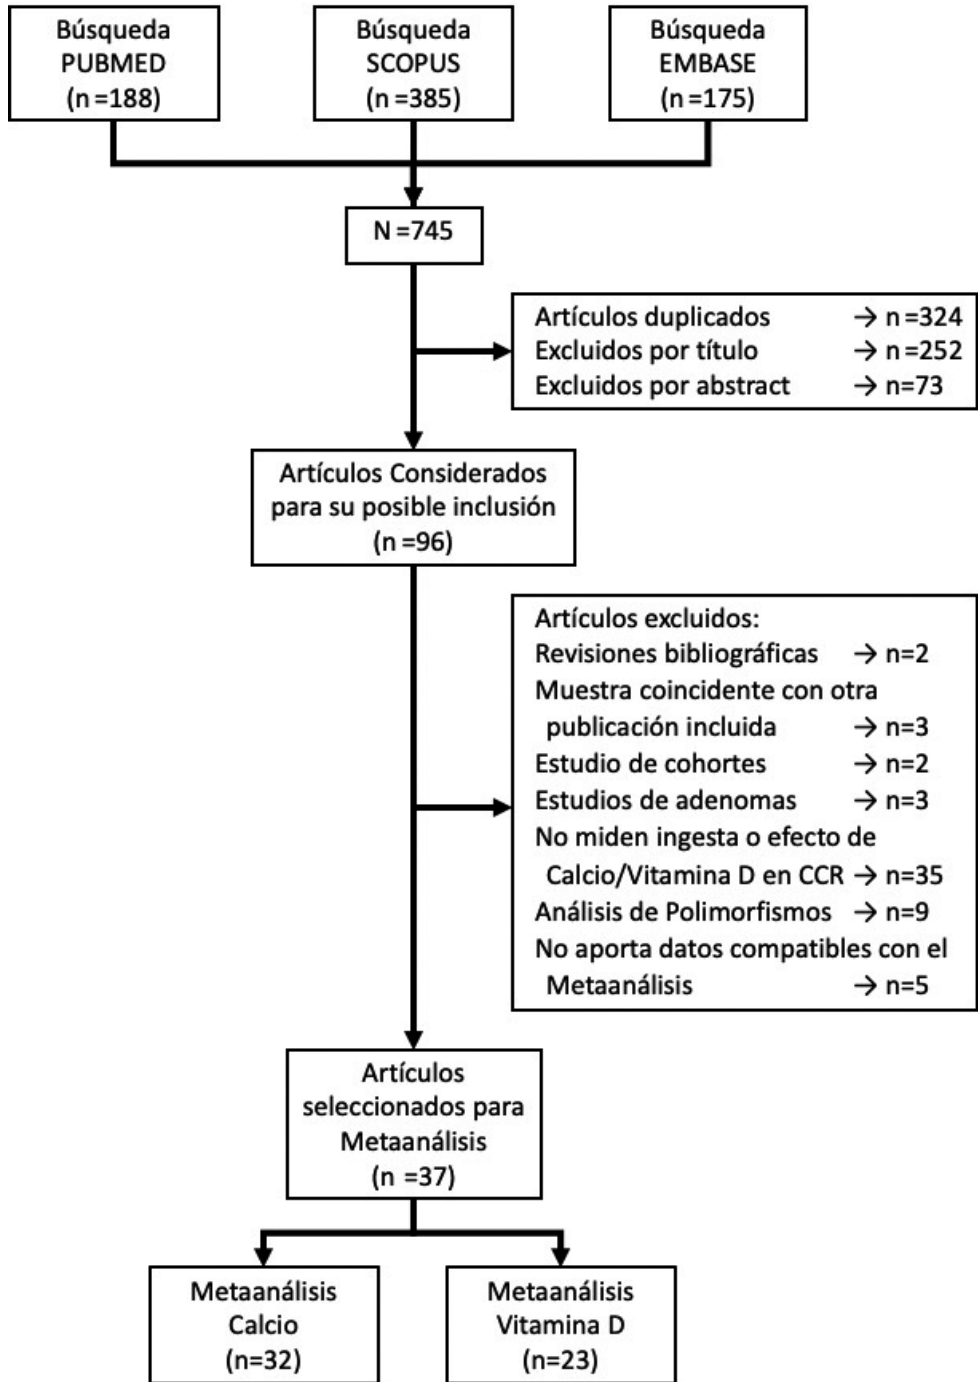 Búsqueda
PUBMED
(n =188)
Búsqueda
SCOPUS
(n =385)
Búsqueda
EMBASE
(n =175)
N =745
Artículos duplicados → n =324
Excluidos por título → n =252
Excluidos por abstract → n=73
Artículos Considerados
para su posible inclusión
(n =96)
Artículos excluidos:
Revisiones bibliográficas → n=2
Muestra coincidente con otra
publicación incluida → n=3
Estudio de cohortes → n=2
Estudios de adenomas → n=3
No miden ingesta o efecto de
Calcio/Vitamina D en CCR → n=35
Análisis de Polimorfismos → n=9
No aporta datos compatibles con el
Metaanálisis → n=5
Artículos
seleccionados para
Metaanálisis
(n =37)
Metaanálisis
Calcio
(n=32)
Metaanálisis
Vitamina D
(n=23)